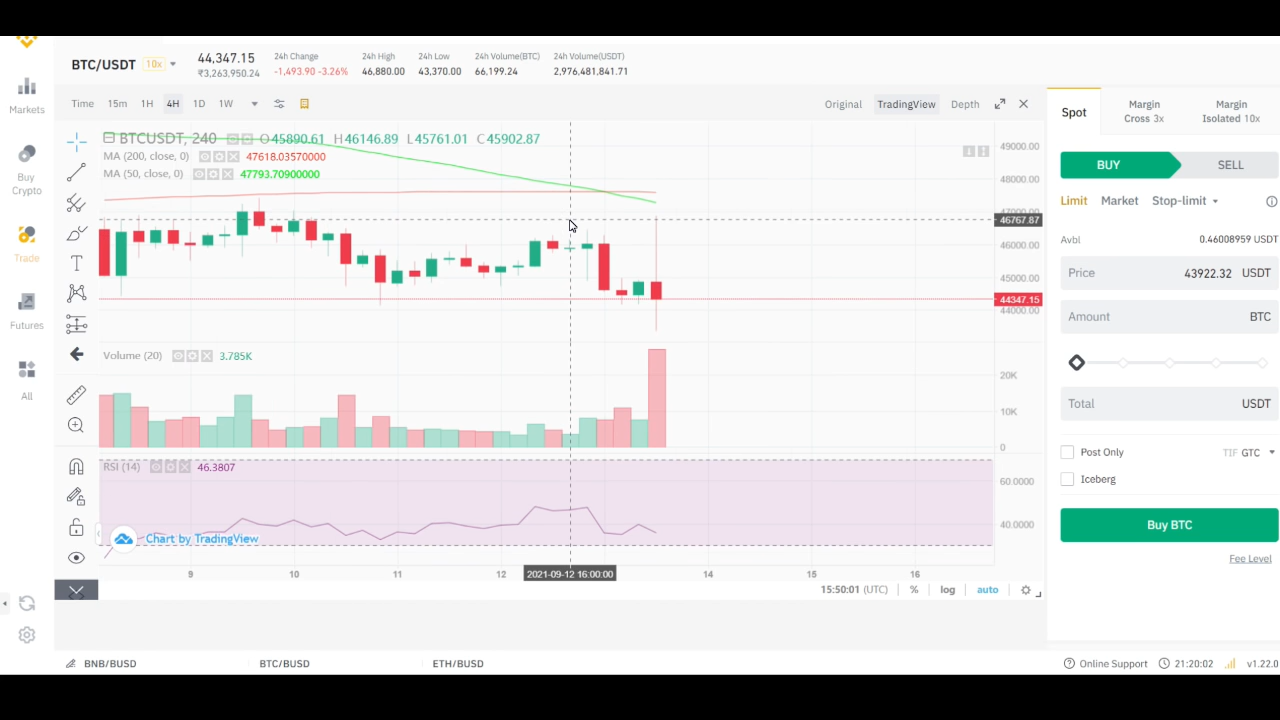 BTC/USDT 10x
44,347.15
₹3,263,950.24
24h Change
-1,493.90 -3.26%
24h High
46,880.00
24h Low
43,370.00
24h Volume(BTC)
66,199.24
24h Volume(USDT)
2,976,481,841.71
Markets
Buy
Crypto
Trade
Futures
All
Time 15m 1H 4H 1D 1W
Original TradingView Depth
BTCUSDT, 240 O45890.61 H46146.89 L45761.01 C45902.87
MA (200, close, 0) 47618.03570000
MA (50, close, 0) 47793.70900000
49000.00
48000.00
47000.00
46767.87
46000.00
45000.00
44347.15
44000.00
Volume (20) 3.785K
20K
10K
0
RSI (14) 46.3807
60.0000
40.0000
Chart by TradingView
9 10 11 12 2021-09-12 16:00:00 14 15 16
15:50:01 (UTC) % log auto
Spot
Margin
Cross 3x
Margin
Isolated 10x
BUY SELL
Limit Market Stop-limit
Avbl 0.46008959 USDT
Price 43922.32 USDT
Amount BTC
Total USDT
Post Only TIF GTC
Iceberg
Buy BTC
Fee Level
BNB/BUSD BTC/BUSD ETH/BUSD
Online Support 21:20:02 v1.22.0